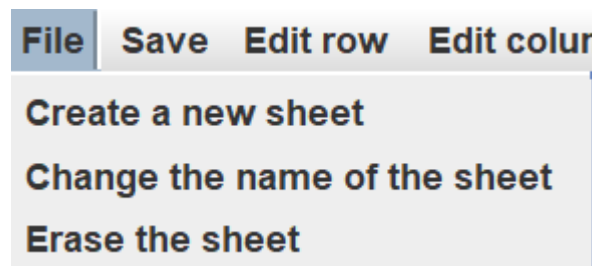 File Save Edit row Edit
Create a new sheet
Change the name of the sheet
Erase the sheet